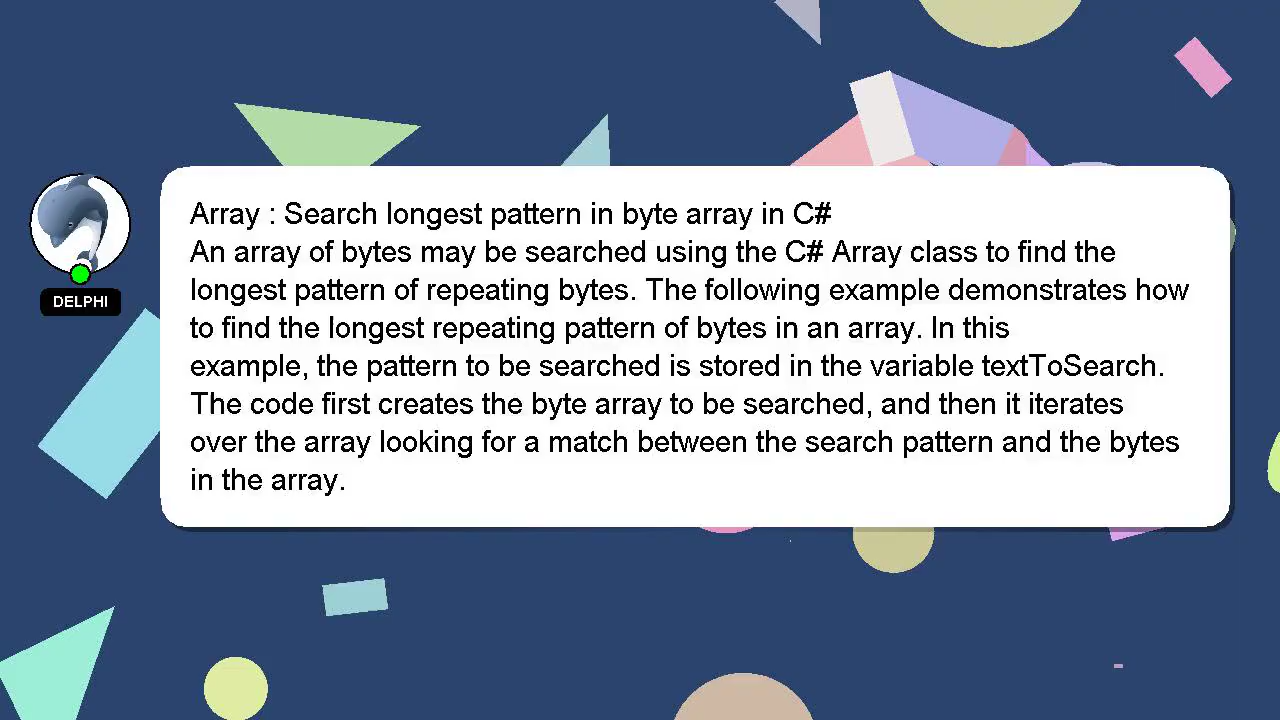 Array : Search longest pattern in byte array in C#
An array of bytes may be searched using the C# Array class to find the
longest pattern of repeating bytes. The following example demonstrates how
to find the longest repeating pattern of bytes in an array. In this
example, the pattern to be searched is stored in the variable textToSearch.
The code first creates the byte array to be searched, and then it iterates
over the array looking for a match between the search pattern and the bytes
in the array.
DELPHI